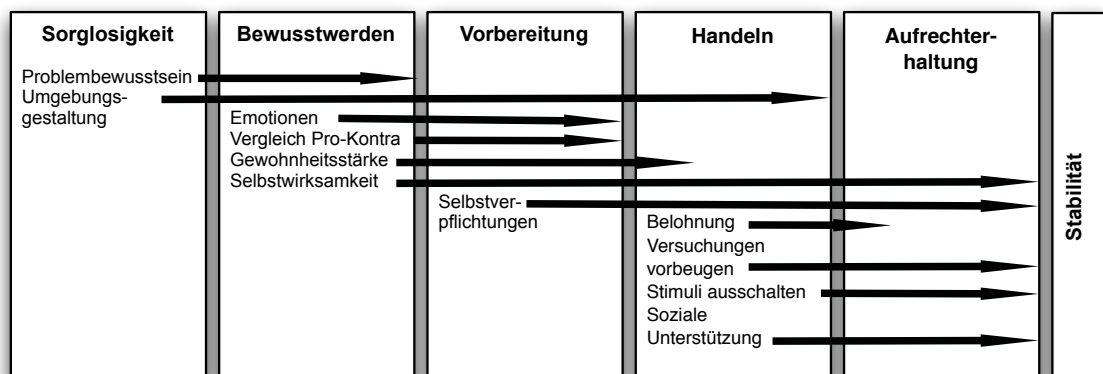 Sorglosigkeit
Bewusstwerden
Vorbereitung
Handeln
Aufrechter-
haltung
Problembewusstsein
Umgebungs-
gestaltung
Emotionen
Vergleich Pro-Kontra
Gewohnheitsstärke
Selbstwirksamkeit
Selbstver-
pflichtungen
Belohnung
Versuchungen
vorbeugen
Stimuli ausschalten
Soziale
Unterstützung
Stabilität